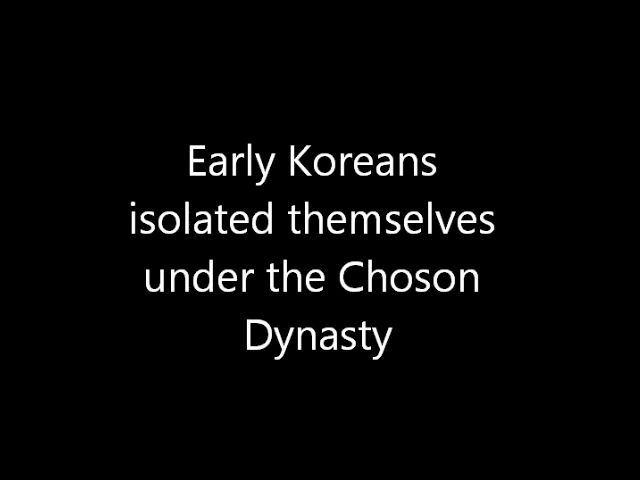 Early Koreans
isolated themselves
under the Choson
Dynasty